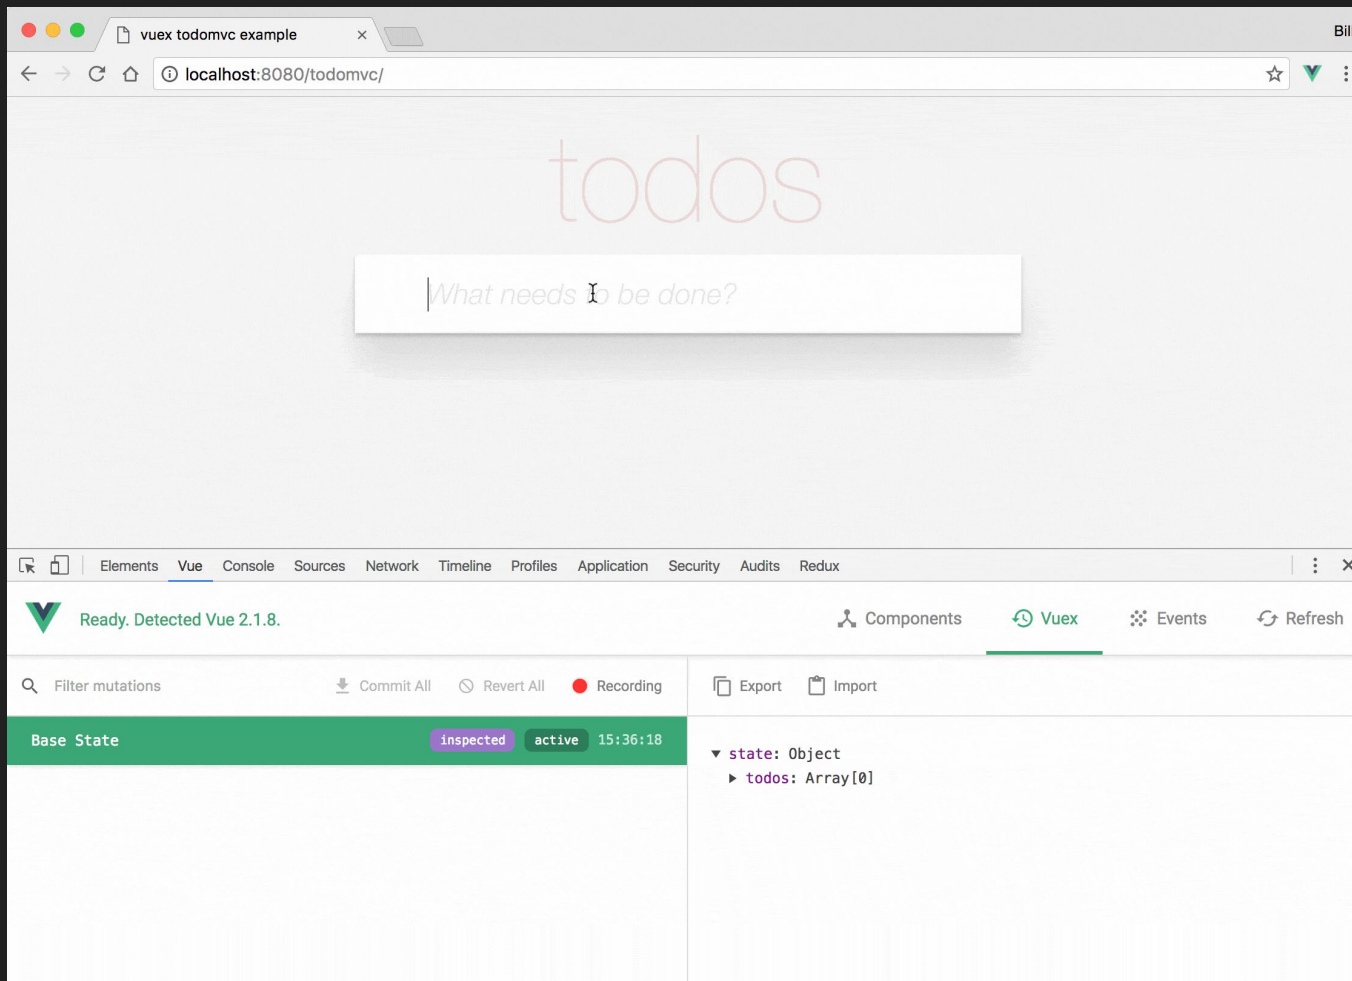 vuex todomvc example
Bill
localhost:8080/todomvc/
todos
What needs to be done?
Elements Vue Console Sources Network Timeline Profiles Application Security Audits Redux
Ready. Detected Vue 2.1.8.
Components Vuex Events Refresh
Filter mutations Commit All Revert All Recording Export Import
Base State inspected active 15:36:18
state: Object
todos: Array[0]